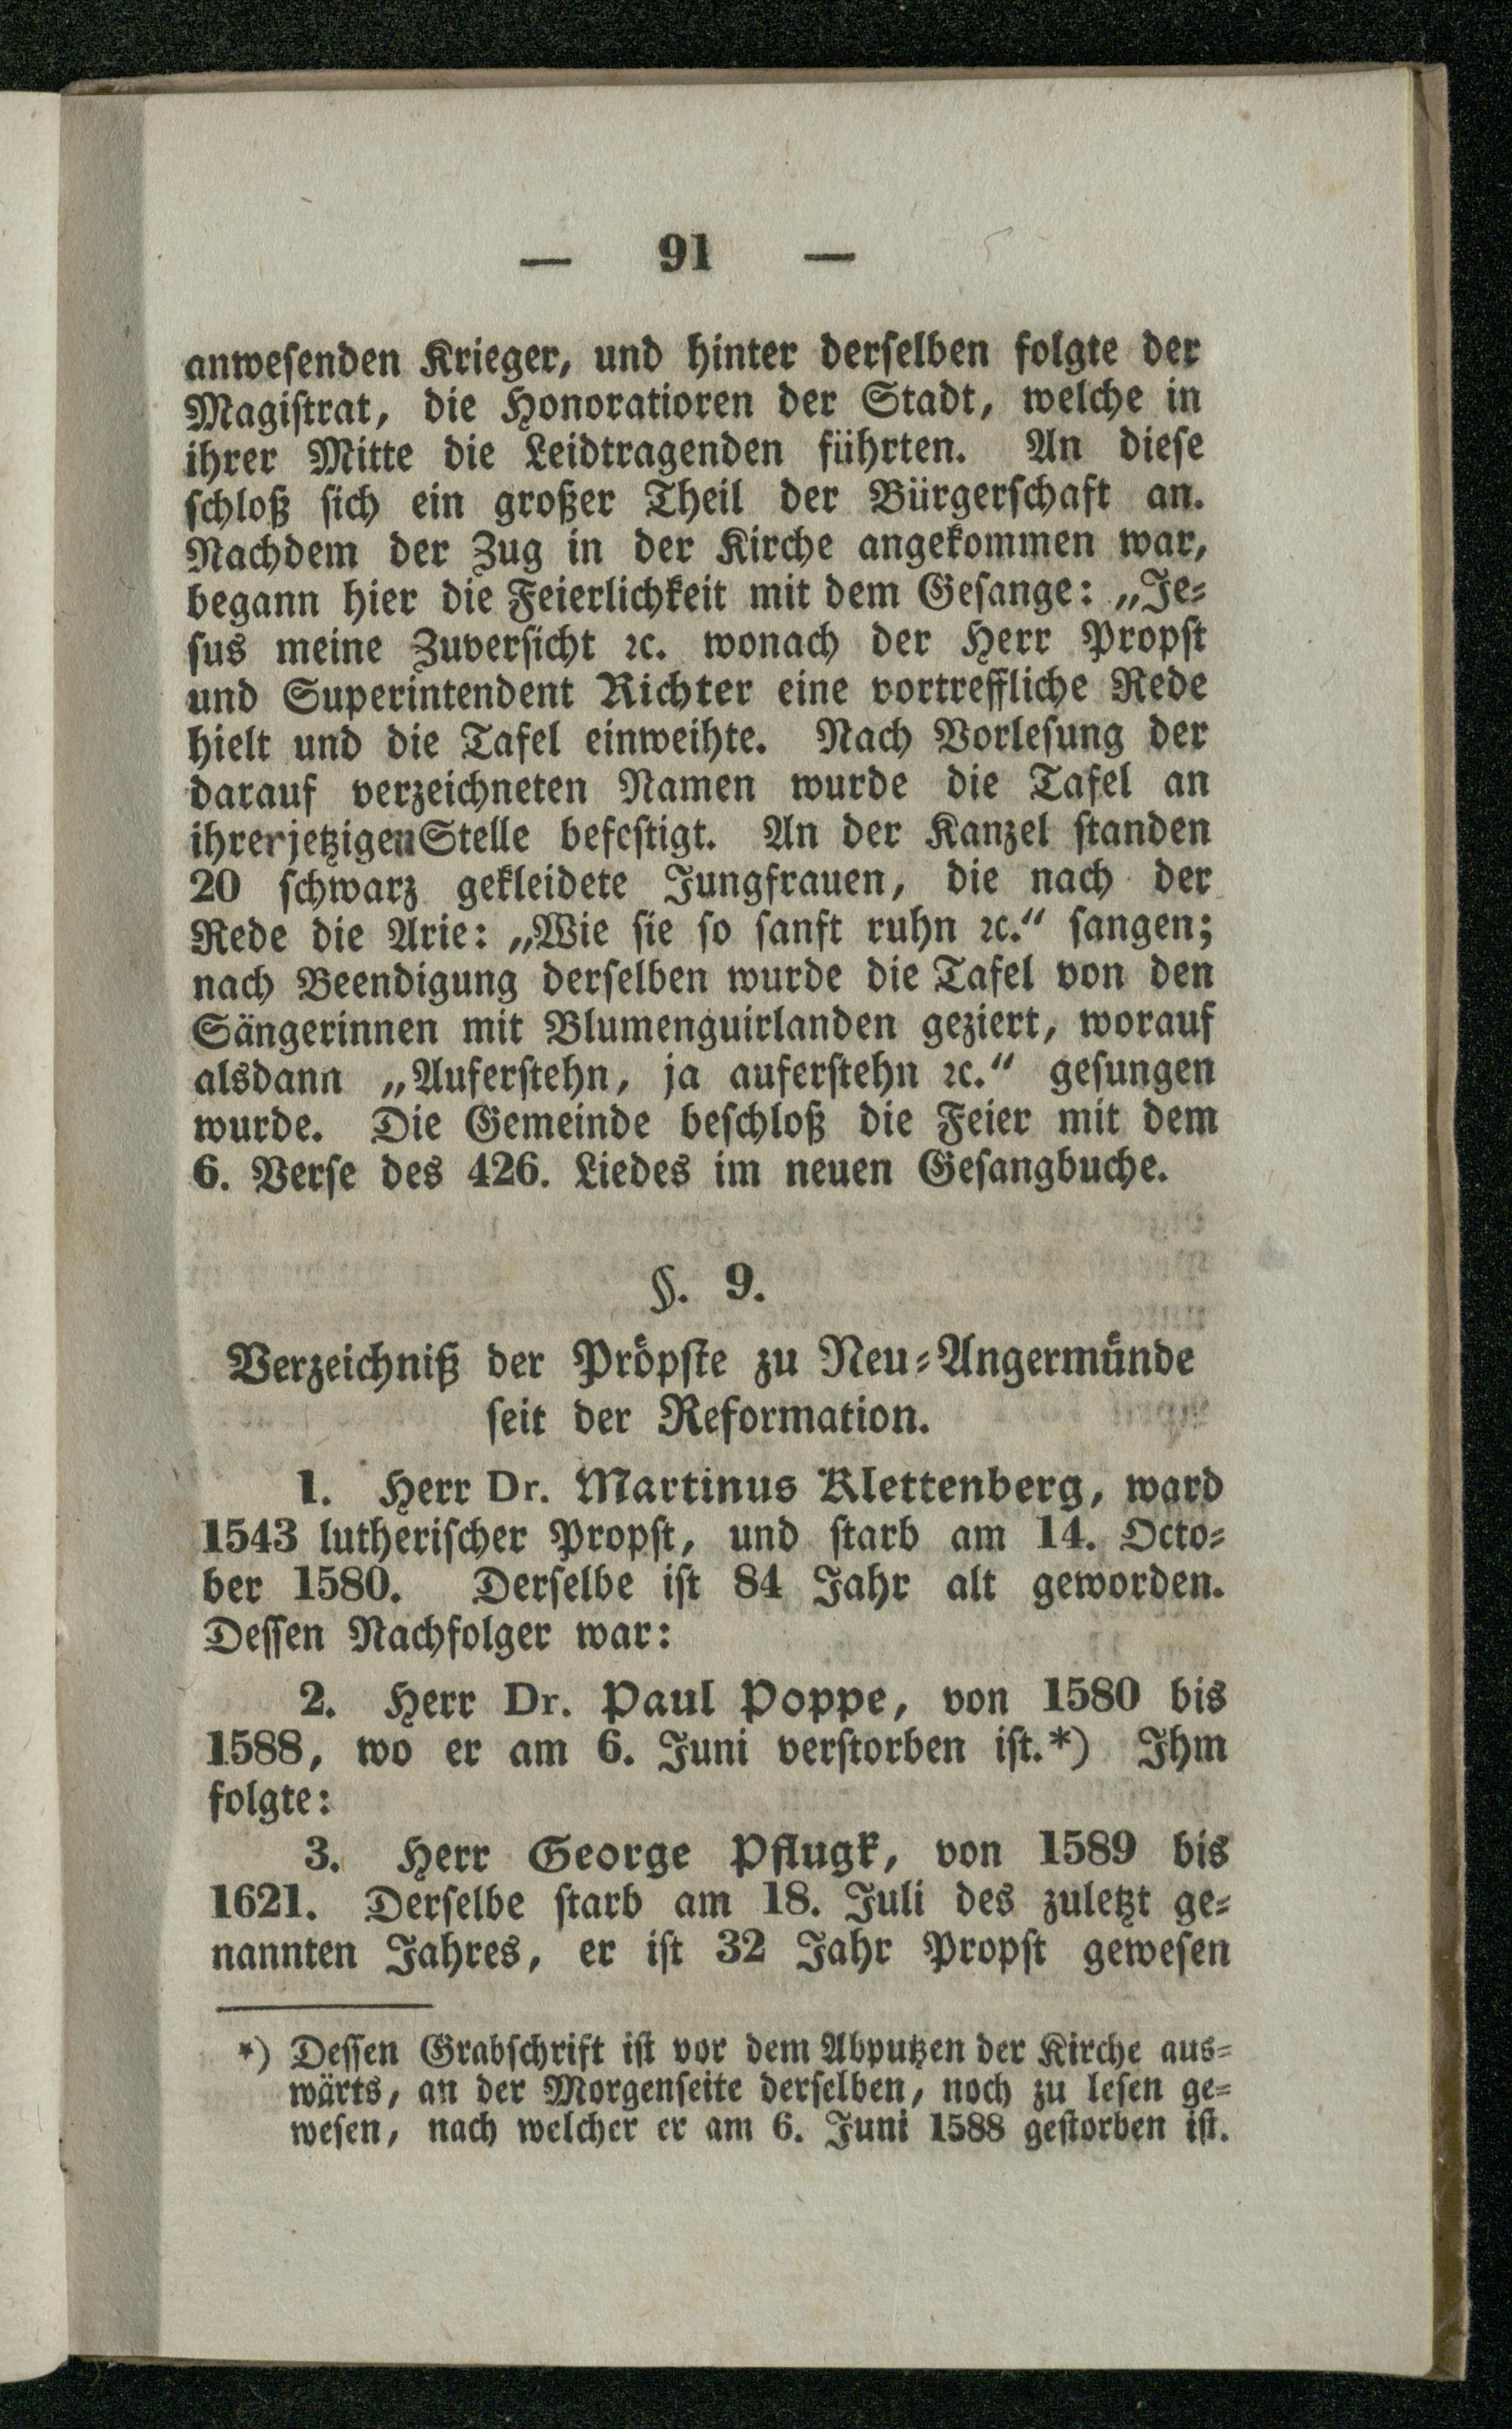 — 91 —
anwesenden Krieger, und hinter derselben folgte der
Magistrat, die Honoratioren der Stadt, welche in
ihrer Mitte die Leidtragenden führten. An diese
schloß sich ein großer Theil der Bürgerschaft an.
Nachdem der Zug in der Kirche angekommen war,
begann hier die Feierlichkeit mit dem Gesange: „Je-
sus meine Zuversicht ꝛc. wonach der Herr Propst
und Superintendent Richter eine vortreffliche Rede
hielt und die Tafel einweihte. Nach Vorlesung der
darauf verzeichneten Namen wurde die Tafel an
ihrer jetzigen Stelle befestigt. An der Kanzel standen
20 schwarz gekleidete Jungfrauen, die nach der
Rede die Arie: „Wie sie so sanft ruhn ꝛc.“ sangen;
nach Beendigung derselben wurde die Tafel von den
Sängerinnen mit Blumenguirlanden geziert, worauf
alsdann „Auferstehn, ja auferstehn ꝛc.“ gesungen
wurde. Die Gemeinde beschloß die Feier mit dem
6. Verse des 426. Liedes im neuen Gesangbuche.
§. 9.
Verzeichniß der Pröpste zu Neu-Angermünde
seit der Reformation.
1. Herr Dr. Martinus Klettenberg, ward
1543 lutherischer Propst, und starb am 14. Octo-
ber 1580. Derselbe ist 84 Jahr alt geworden.
Dessen Nachfolger war:
2. Herr Dr. Paul Poppe, von 1580 bis
1588, wo er am 6. Juni verstorben ist.*) Ihm
folgte:
3. Herr George Pflugk, von 1589 bis
1621. Derselbe starb am 18. Juli des zuletzt ge-
nannten Jahres, er ist 32 Jahr Propst gewesen
*) Dessen Grabschrift ist vor dem Abputzen der Kirche aus-
wärts, an der Morgenseite derselben, noch zu lesen ge-
wesen, nach welcher er am 6. Juni 1588 gestorben ist.